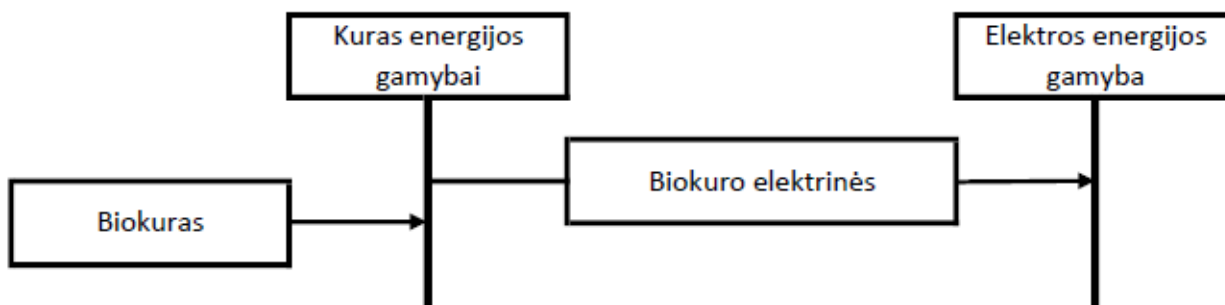 Kuras energijos
gamybai
Elektros energijos
gamyba
Biokuro elektrinės
Biokuras